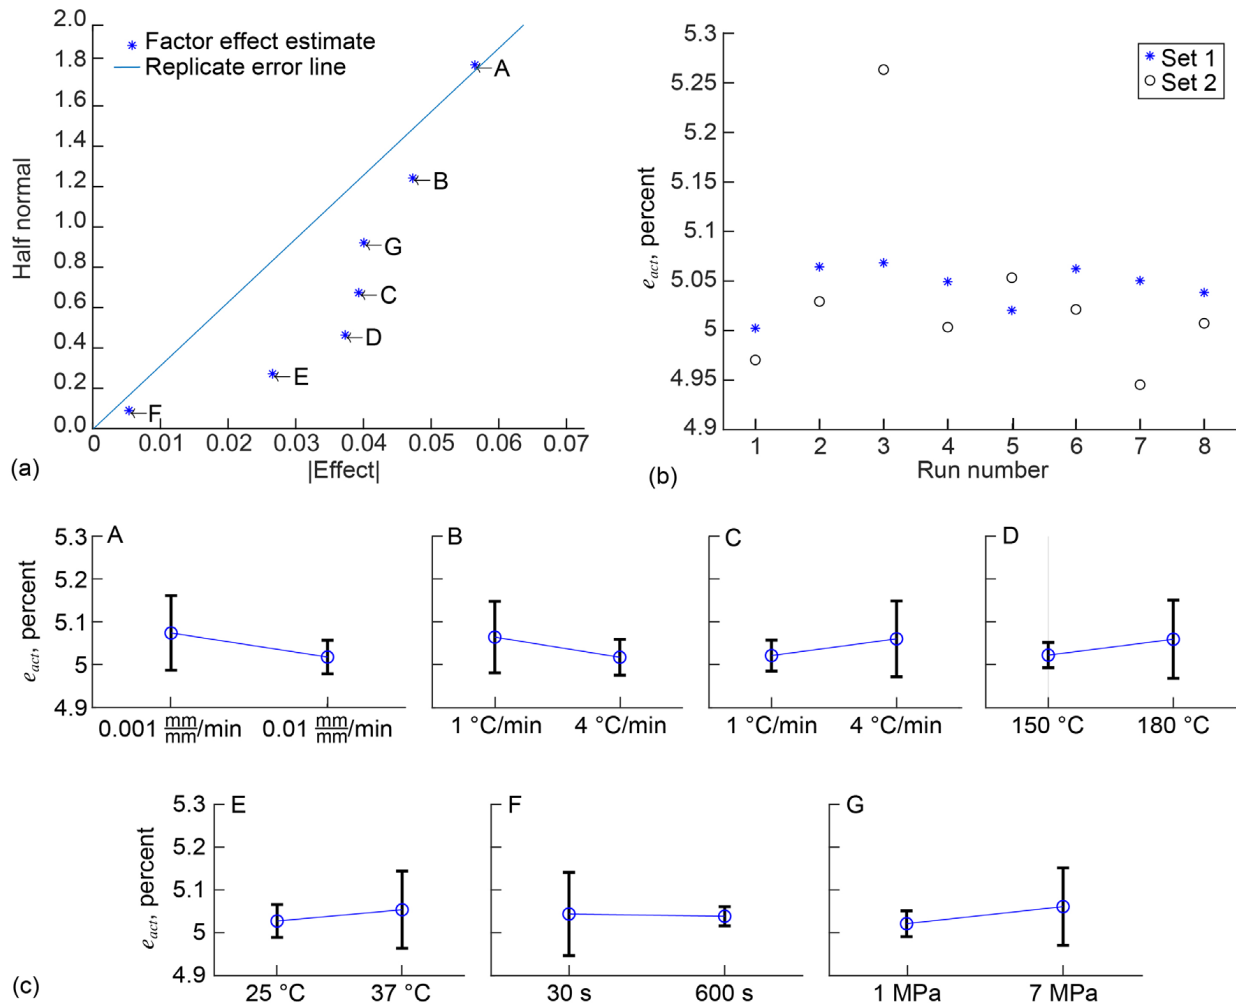 2.0
1.8
1.6
1.4
1.2
1.0
0.8
0.6
0.4
0.2
0.0
Half normal
Factor effect estimate
Replicate error line
A
B
G
C
D
E
F
0 0.01 0.02 0.03 0.04 0.05 0.06 0.07
|Effect|
(a)
5.3
5.25
5.2
5.15
5.1
5.05
5
4.95
4.9
e_act, percent
Set 1
Set 2
1 2 3 4 5 6 7 8
Run number
(b)
A
5.3
5.2
5.1
5
4.9
e_act, percent
0.001 mm/mm/min 0.01 mm/mm/min
B
1 °C/min 4 °C/min
C
1 °C/min 4 °C/min
D
150 °C 180 °C
E
5.3
5.2
5.1
5
4.9
e_act, percent
25 °C 37 °C
F
30 s 600 s
G
1 MPa 7 MPa
(c)